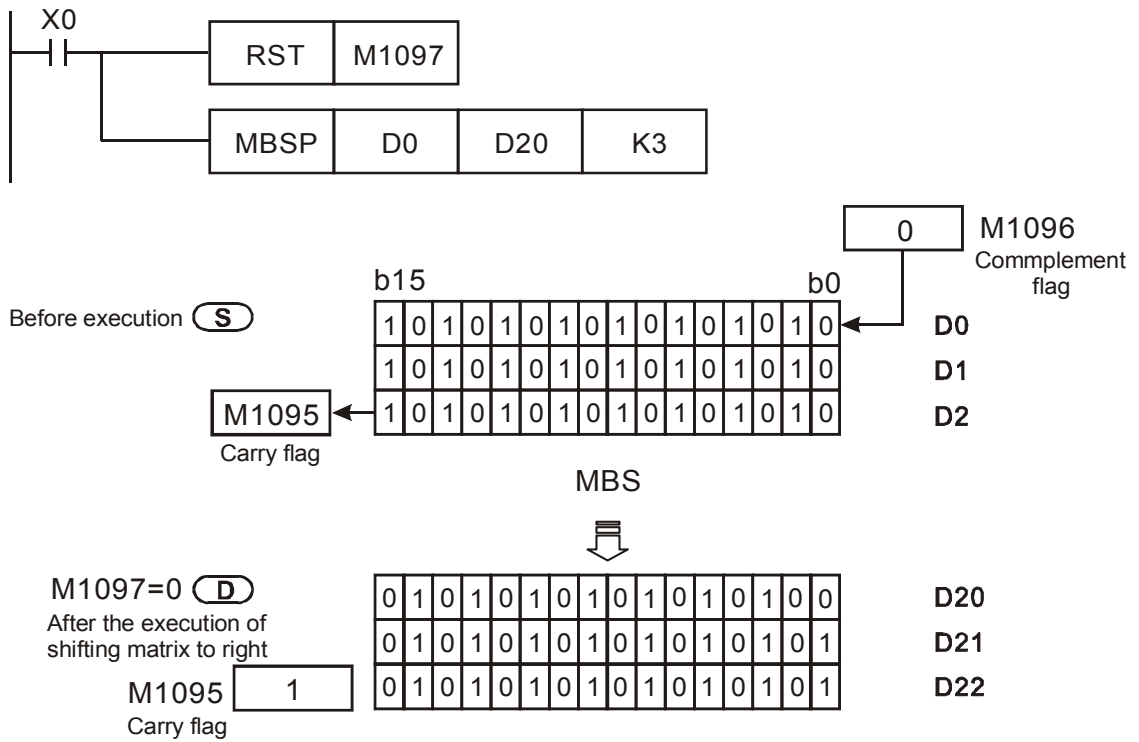 X0
RST M1097
MBSP D0 D20 K3
0 M1096
Commplement
flag
b15 b0
Before execution S
1 0 1 0 1 0 1 0 1 0 1 0 1 0 1 0 D0
1 0 1 0 1 0 1 0 1 0 1 0 1 0 1 0 D1
M1095 1 0 1 0 1 0 1 0 1 0 1 0 1 0 1 0 D2
Carry flag
MBS
M1097=0 D
After the execution of
shifting matrix to right
0 1 0 1 0 1 0 1 0 1 0 1 0 1 0 0 D20
0 1 0 1 0 1 0 1 0 1 0 1 0 1 0 1 D21
M1095 1 0 1 0 1 0 1 0 1 0 1 0 1 0 1 0 1 D22
Carry flag